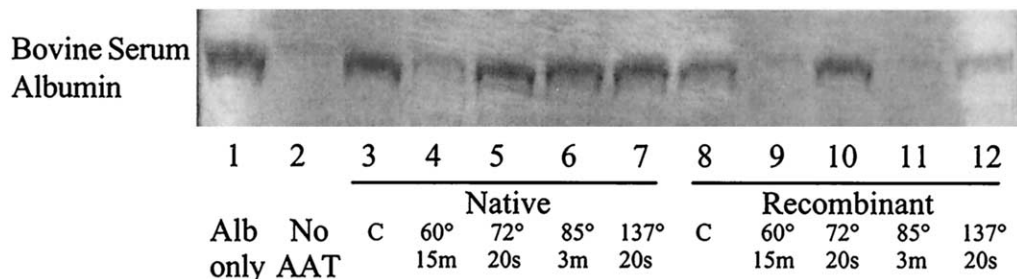 Bovine Serum
Albumin
1 2 3 4 5 6 7 8 9 10 11 12
Native Recombinant
Alb No C 60° 72° 85° 137° C 60° 72° 85° 137°
only AAT 15m 20s 3m 20s 15m 20s 3m 20s